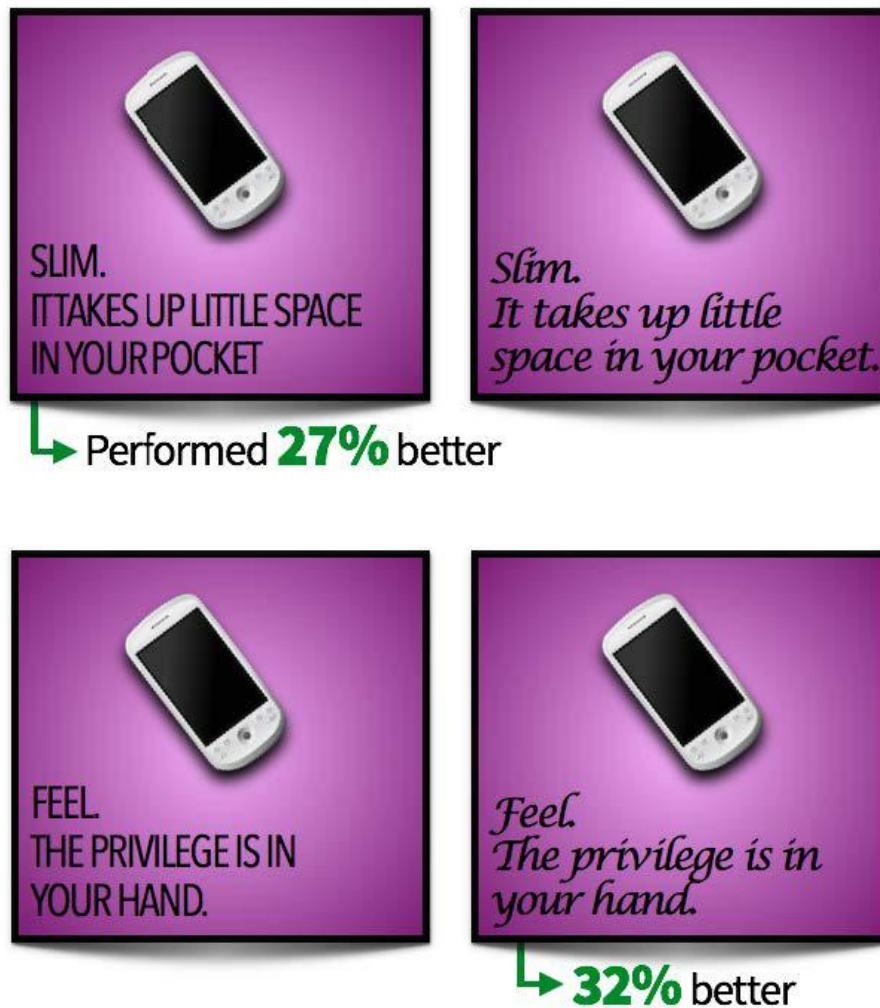 SLIM.
IT TAKES UP LITTLE SPACE
IN YOUR POCKET
Slim.
It takes up little
space in your pocket.
Performed 27% better
FEEL.
THE PRIVILEGE IS IN
YOUR HAND.
Feel.
The privilege is in
your hand.
32% better